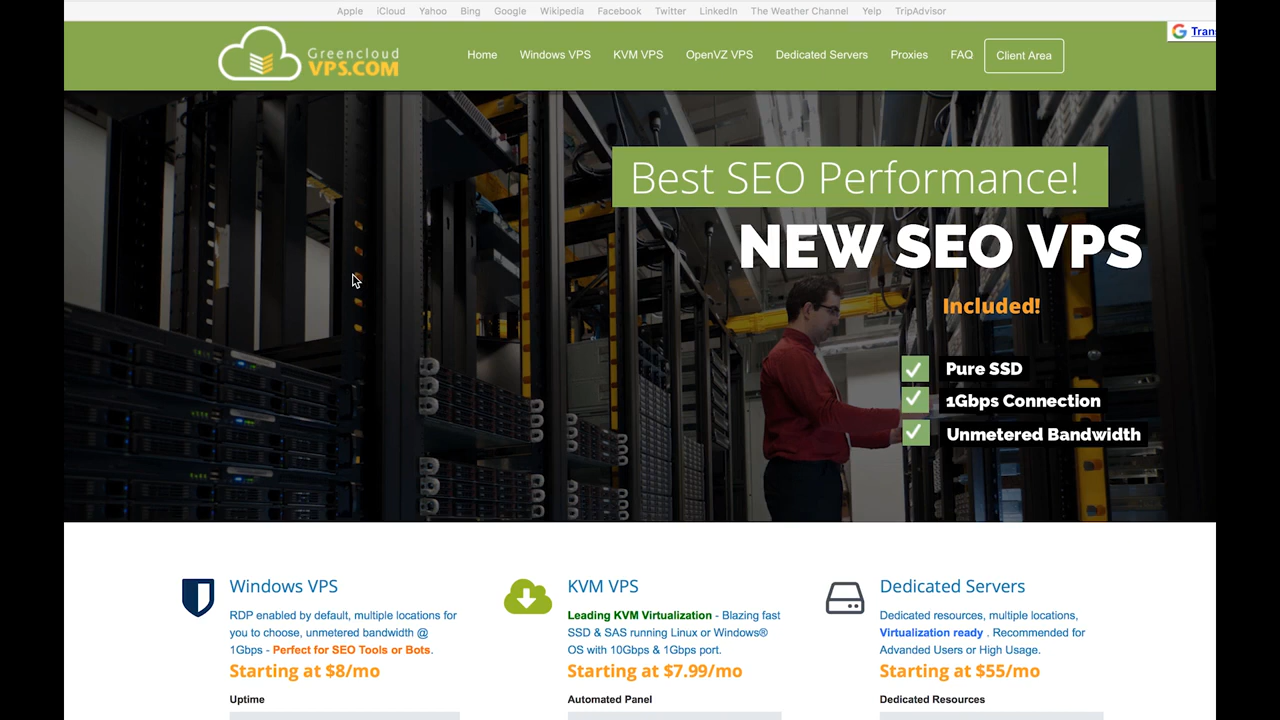 Apple iCloud Yahoo Bing Google Wikipedia Facebook Twitter LinkedIn The Weather Channel Yelp TripAdvisor
Greencloud
VPS.COM
Home Windows VPS KVM VPS OpenVZ VPS Dedicated Servers Proxies FAQ Client Area
Best SEO Performance!
NEW SEO VPS
Included!
Pure SSD
1Gbps Connection
Unmetered Bandwidth
Windows VPS
RDP enabled by default, multiple locations for
you to choose, unmetered bandwidth @
1Gbps - Perfect for SEO Tools or Bots.
Starting at $8/mo
Uptime
KVM VPS
Leading KVM Virtualization - Blazing fast
SSD & SAS running Linux or Windows®
OS with 10Gbps & 1Gbps port.
Starting at $7.99/mo
Automated Panel
Dedicated Servers
Dedicated resources, multiple locations,
Virtualization ready . Recommended for
Advanded Users or High Usage.
Starting at $55/mo
Dedicated Resources